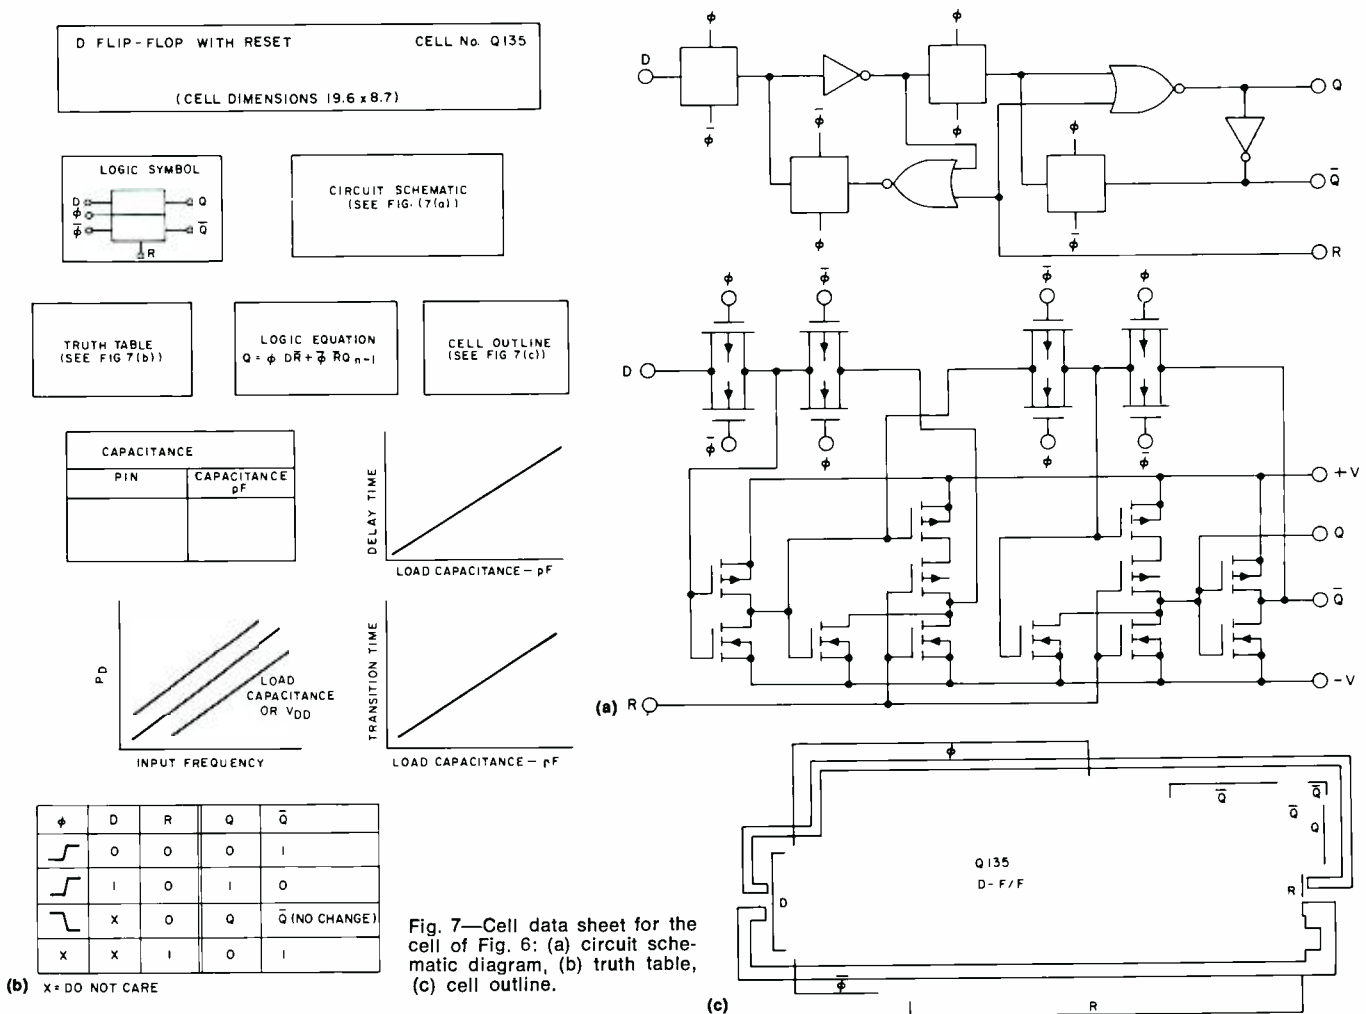 D FLIP-FLOP WITH RESET CELL No. Q135
(CELL DIMENSIONS 19.6 x 8.7)
LOGIC SYMBOL
D Q
ϕ
ϕ̅ Q̅
R
CIRCUIT SCHEMATIC
(SEE FIG. (7(a))
TRUTH TABLE
(SEE FIG 7(b))
LOGIC EQUATION
Q = ϕ DR̅ + ϕ̅ R̅Q n-1
CELL OUTLINE
(SEE FIG 7(c))
CAPACITANCE
PIN CAPACITANCE
pF
DELAY TIME
LOAD CAPACITANCE – pF
P_D
LOAD
CAPACITANCE
OR V_DD
INPUT FREQUENCY
TRANSITION TIME
LOAD CAPACITANCE – pF
ϕ D R Q Q̅
0 0 0 1
1 0 1 0
X 0 Q Q̅ (NO CHANGE)
X X 1 0 1
(b) X = DO NOT CARE
Fig. 7—Cell data sheet for the
cell of Fig. 6: (a) circuit sche-
matic diagram, (b) truth table,
(c) cell outline.
ϕ ϕ
D
ϕ̅ ϕ̅ ϕ ϕ
Q
Q̅
ϕ ϕ̅
R
ϕ ϕ̅ ϕ̅ ϕ
D
ϕ̅ ϕ ϕ ϕ̅
+V
Q
Q̅
-V
(a) R
ϕ
Q̅ Q̅
Q̅ Q
Q135
D-F/F
D R
ϕ̅
R
(c)